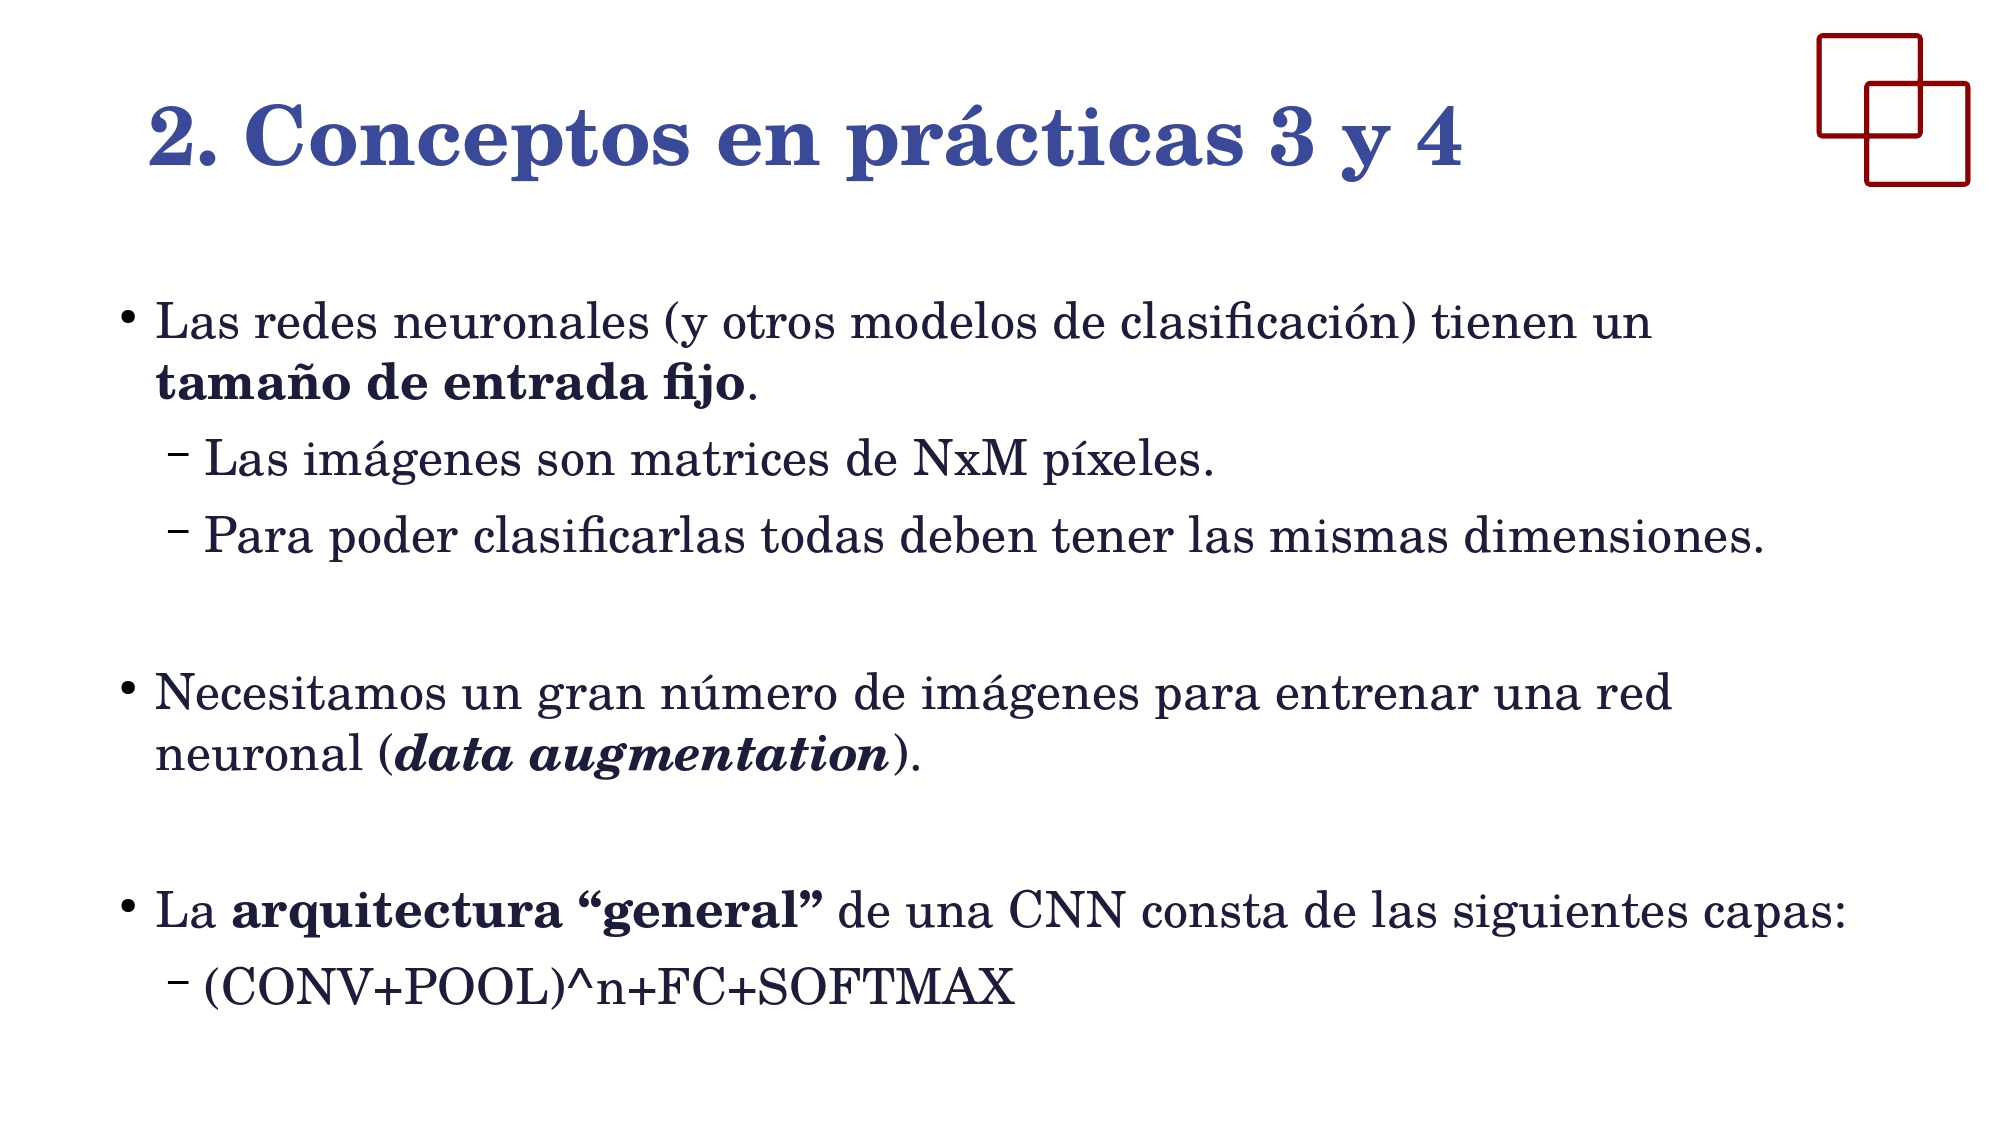 2. Conceptos en prácticas 3 y 4
• Las redes neuronales (y otros modelos de clasificación) tienen un
tamaño de entrada fijo.
– Las imágenes son matrices de NxM píxeles.
– Para poder clasificarlas todas deben tener las mismas dimensiones.
• Necesitamos un gran número de imágenes para entrenar una red
neuronal (data augmentation).
• La arquitectura “general” de una CNN consta de las siguientes capas:
– (CONV+POOL)^n+FC+SOFTMAX